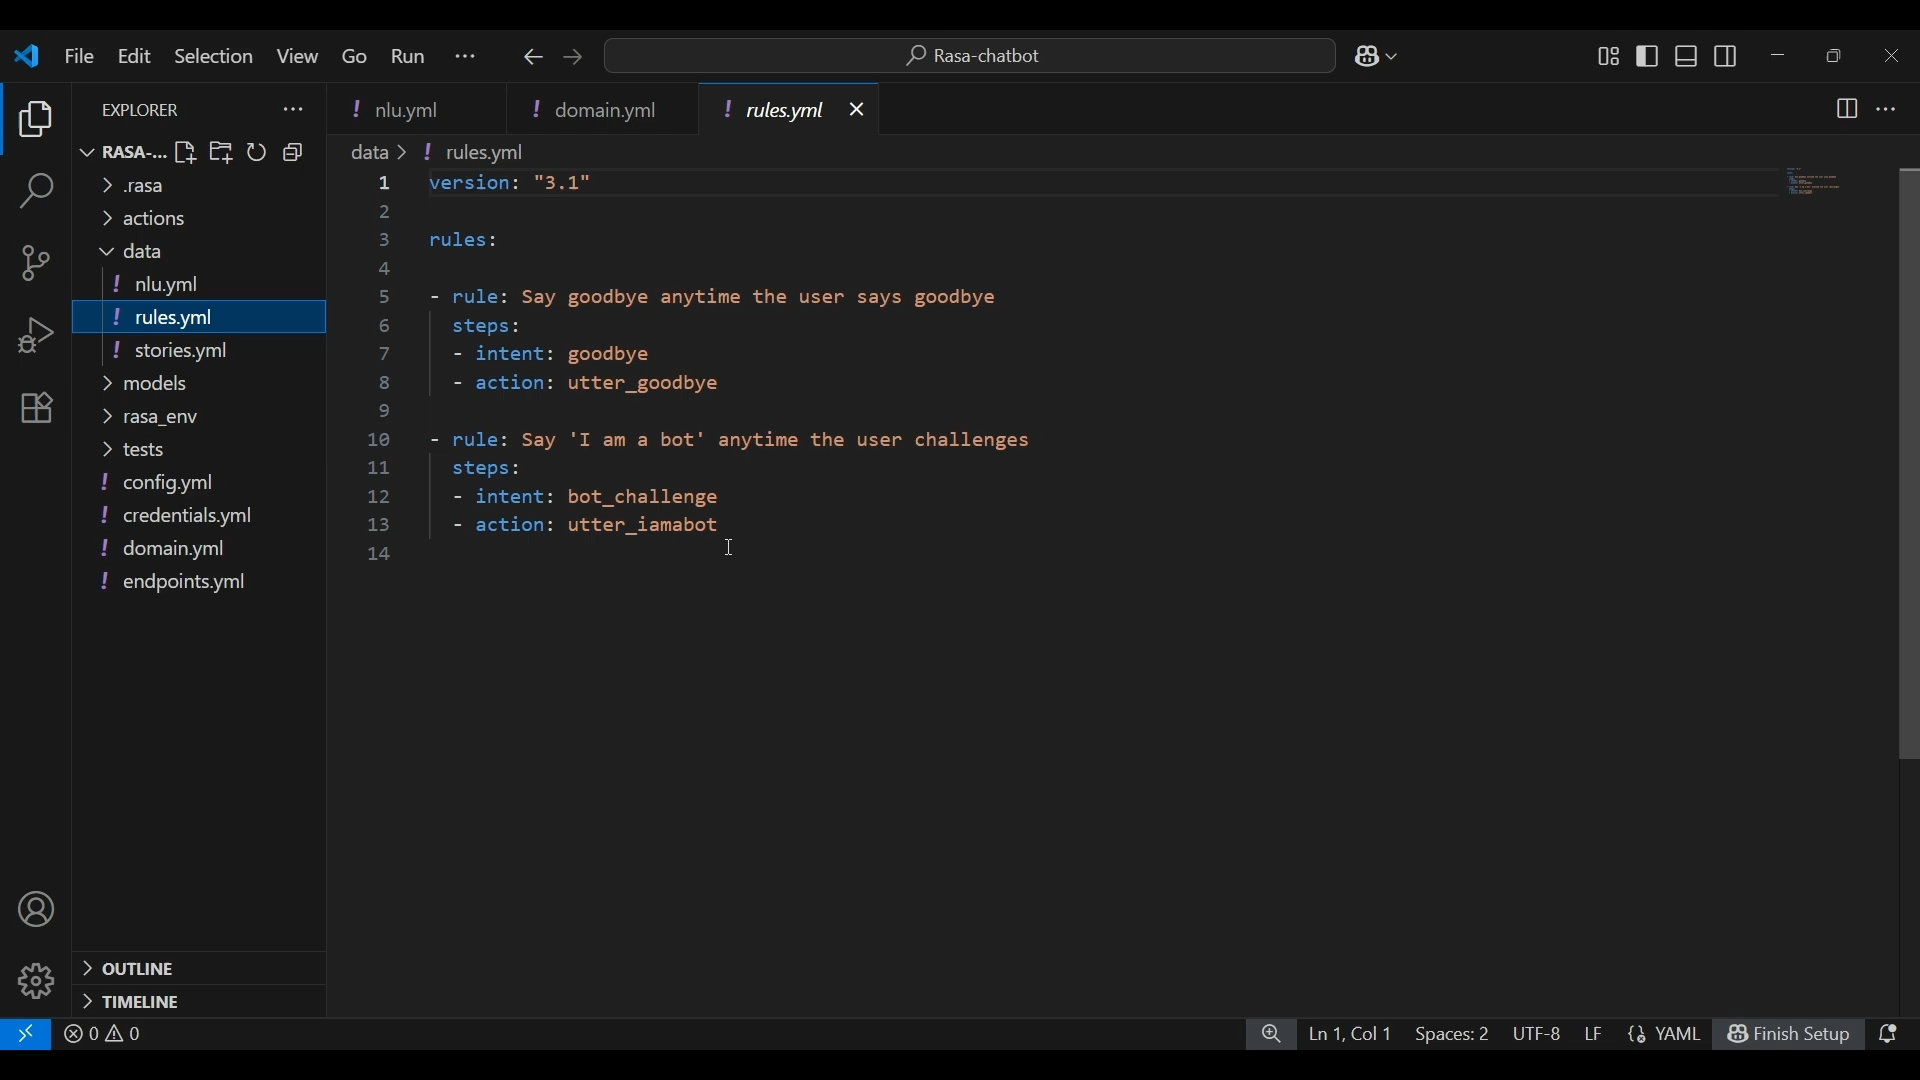 File Edit Selection View Go Run ··· Rasa-chatbot
EXPLORER ···
nlu.yml domain.yml rules.yml
RASA-...
data > ! rules.yml
.rasa
actions
data
! nlu.yml
! rules.yml
! stories.yml
models
rasa_env
tests
! config.yml
! credentials.yml
! domain.yml
! endpoints.yml
OUTLINE
TIMELINE
1 version: "3.1"
2
3 rules:
4
5 - rule: Say goodbye anytime the user says goodbye
6 steps:
7 - intent: goodbye
8 - action: utter_goodbye
9
10 - rule: Say 'I am a bot' anytime the user challenges
11 steps:
12 - intent: bot_challenge
13 - action: utter_iamabot
14
0 0 Ln 1, Col 1 Spaces: 2 UTF-8 LF {} YAML Finish Setup